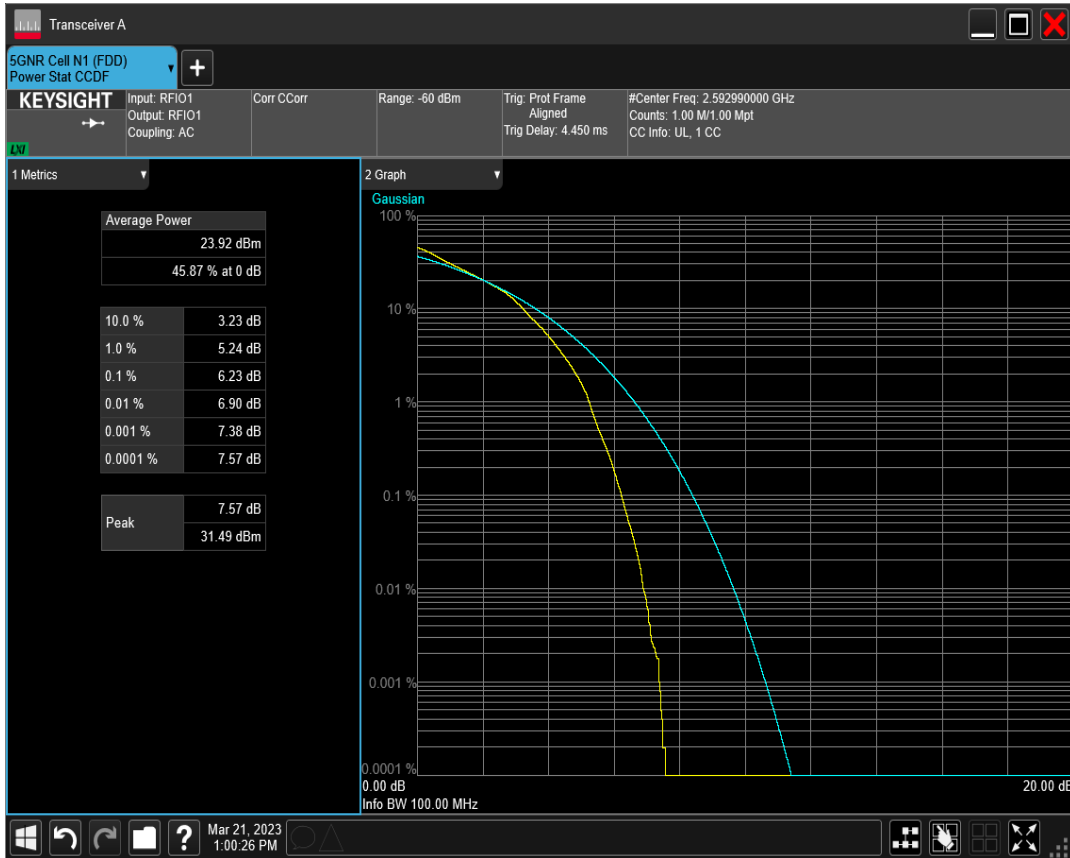 Transceiver A
5GNR Cell N1 (FDD)
Power Stat CCDF
+
KEYSIGHT
LXI
Input: RFIO1
Output: RFIO1
Coupling: AC
Corr CCorr
Range: -60 dBm
Trig: Prot Frame
Aligned
Trig Delay: 4.450 ms
#Center Freq: 2.592990000 GHz
Counts: 1.00 M/1.00 Mpt
CC Info: UL, 1 CC
1 Metrics
Average Power
23.92 dBm
45.87 % at 0 dB
10.0 % 3.23 dB
1.0 % 5.24 dB
0.1 % 6.23 dB
0.01 % 6.90 dB
0.001 % 7.38 dB
0.0001 % 7.57 dB
Peak
7.57 dB
31.49 dBm
2 Graph
Gaussian
100 %
10 %
1 %
0.1 %
0.01 %
0.001 %
0.0001 %
0.00 dB 20.00 dB
Info BW 100.00 MHz
?
Mar 21, 2023
1:00:26 PM